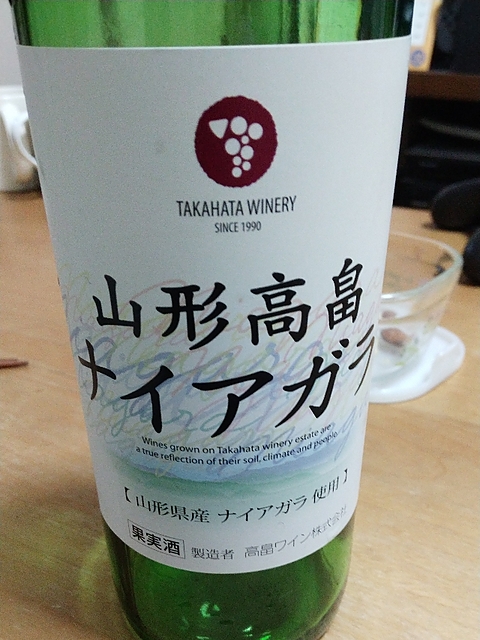 TAKAHATA WINERY
SINCE 1990
山形高畠
ナイアガラ
Wines grown on Takahata winery estate are
a true reflection of their soil, climate and people.
【山形県産 ナイアガラ 使用】
果実酒 製造者 高畠ワイン株式会社